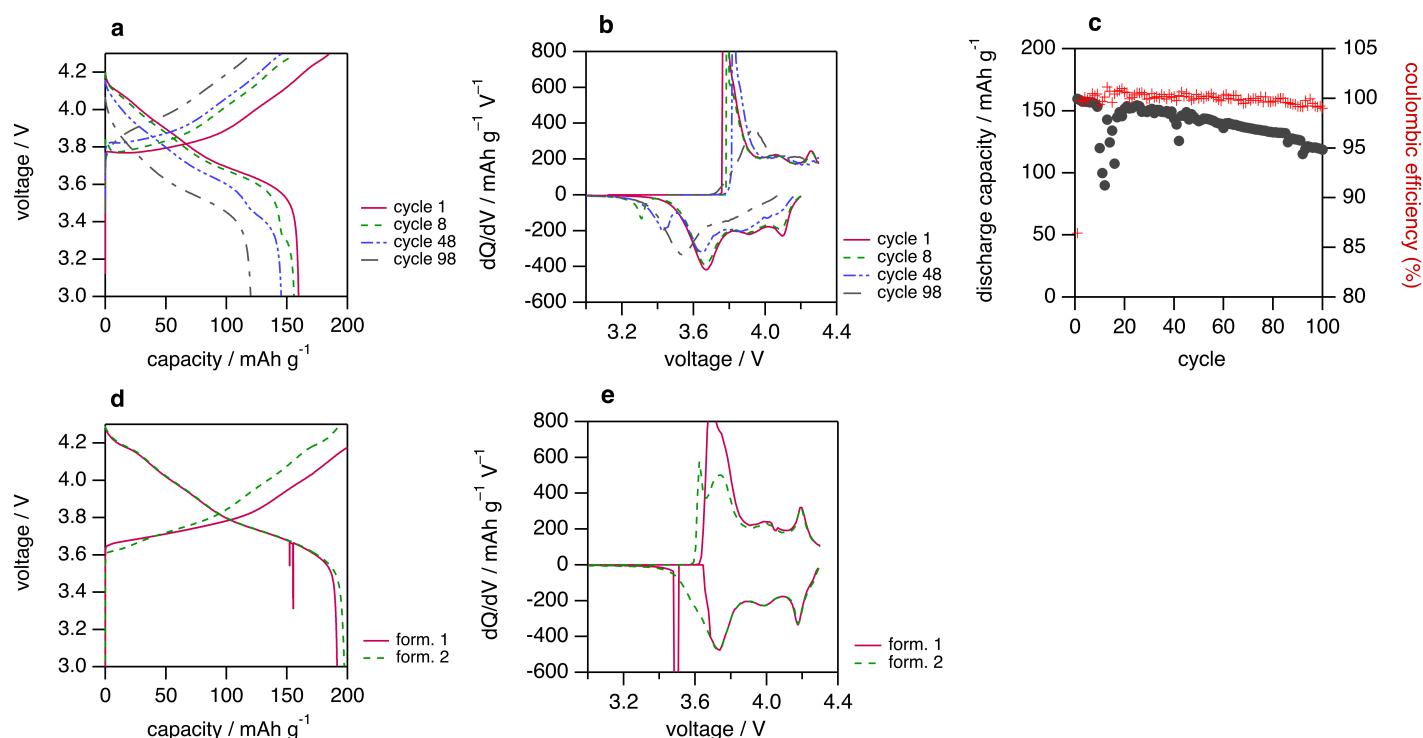 a
4.2
4.0
3.8
3.6
3.4
3.2
3.0
voltage / V
0
50
100
150
200
capacity / mAh g⁻¹
cycle 1
cycle 8
cycle 48
cycle 98
b
800
600
400
200
0
-200
-400
-600
dQ/dV / mAh g⁻¹ V⁻¹
3.2
3.6
4.0
4.4
voltage / V
cycle 1
cycle 8
cycle 48
cycle 98
c
200
150
100
50
0
discharge capacity / mAh g⁻¹
105
100
95
90
85
80
coulombic efficiency (%)
0
20
40
60
80
100
cycle
d
4.2
4.0
3.8
3.6
3.4
3.2
3.0
voltage / V
0
50
100
150
200
capacity / mAh g⁻¹
form. 1
form. 2
e
800
600
400
200
0
-200
-400
-600
dQ/dV / mAh g⁻¹ V⁻¹
3.2
3.6
4.0
4.4
voltage / V
form. 1
form. 2